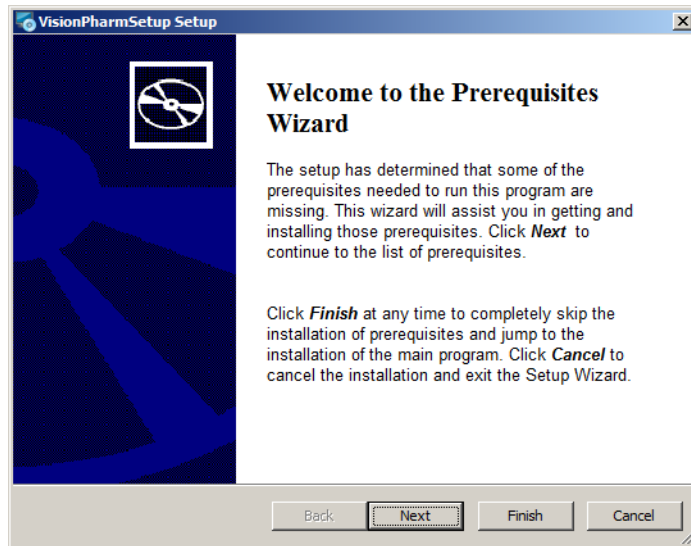 VisionPharmSetup Setup
Welcome to the Prerequisites
Wizard
The setup has determined that some of the
prerequisites needed to run this program are
missing. This wizard will assist you in getting and
installing those prerequisites. Click Next to
continue to the list of prerequisites.
Click Finish at any time to completely skip the
installation of prerequisites and jump to the
installation of the main program. Click Cancel to
cancel the installation and exit the Setup Wizard.
Back
Next
Finish
Cancel